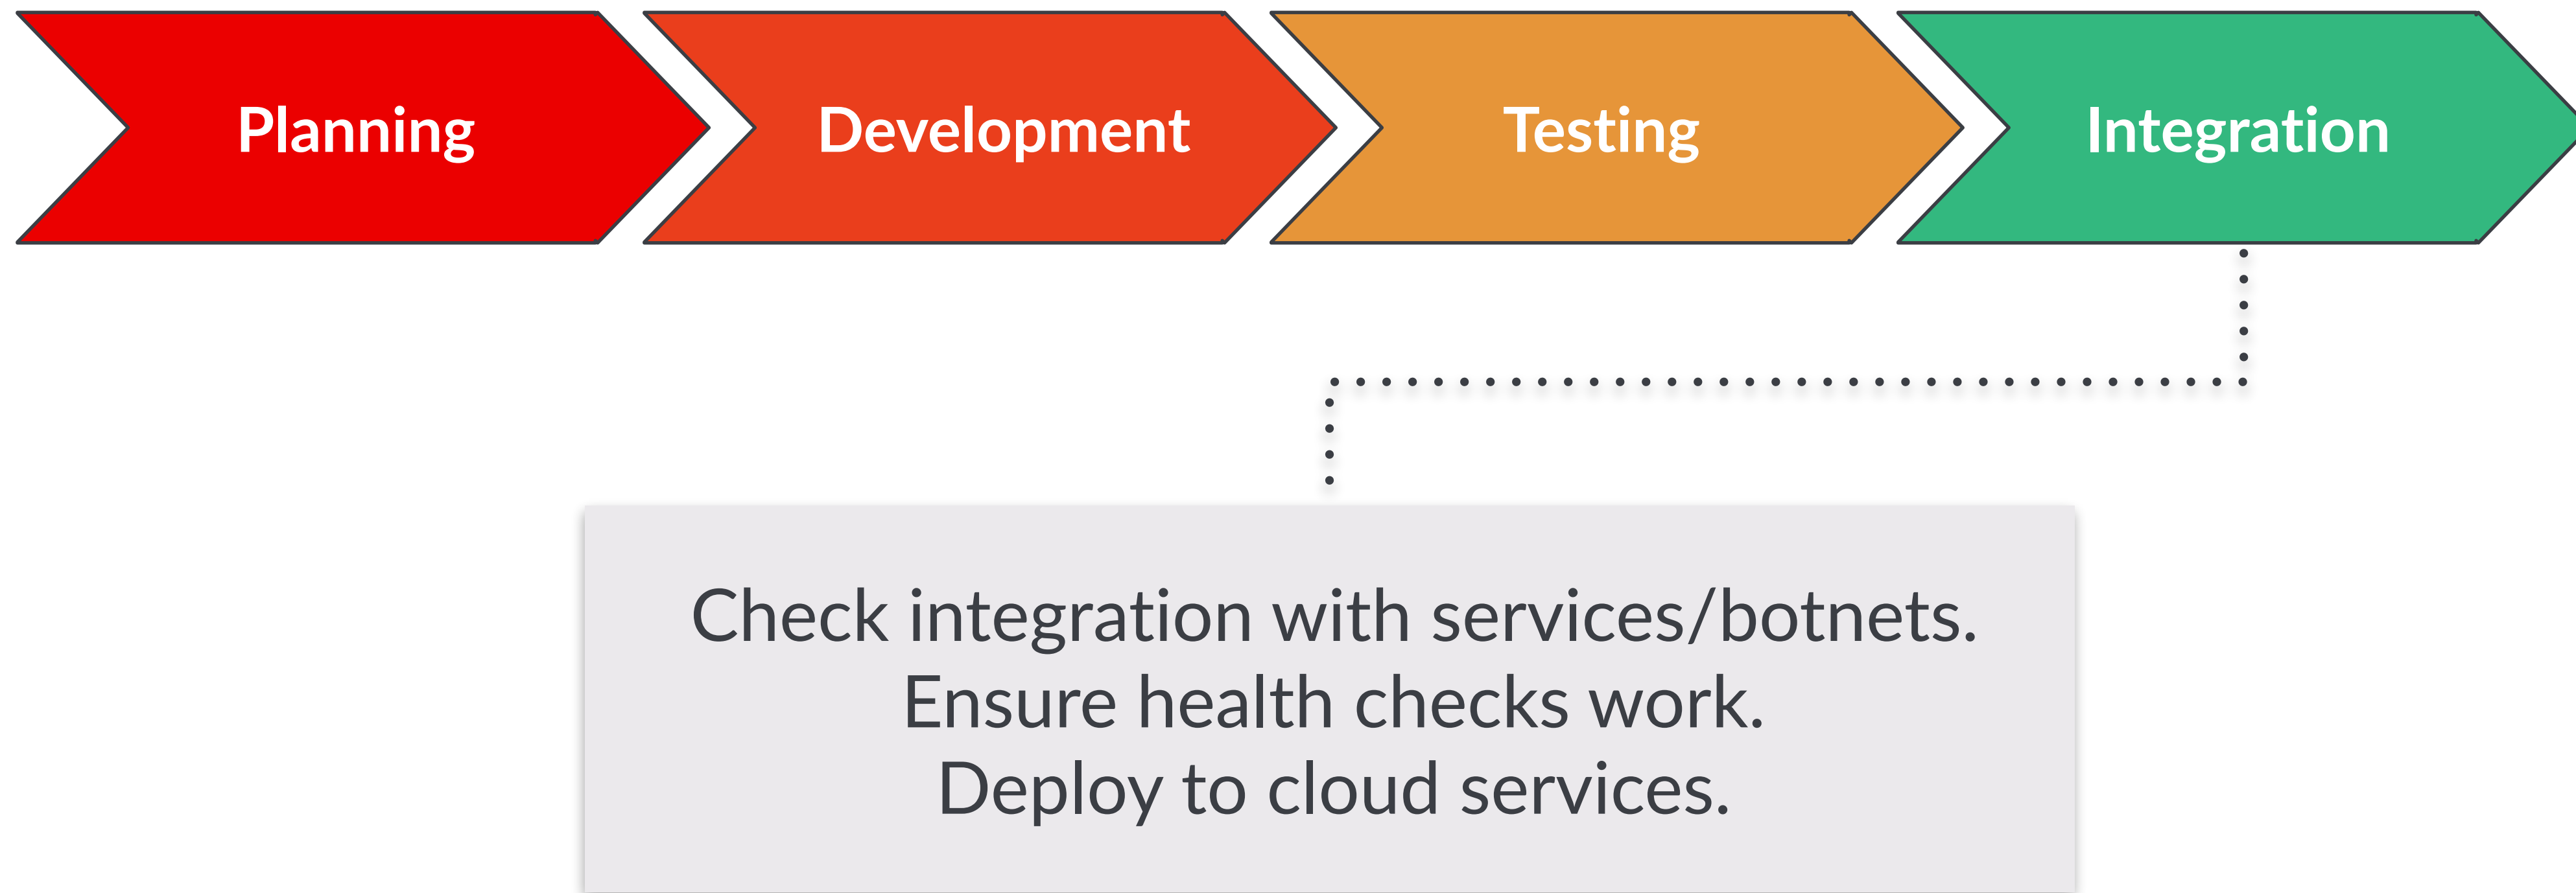 Planning
Development
Testing
Integration
Check integration with services/botnets.
Ensure health checks work.
Deploy to cloud services.